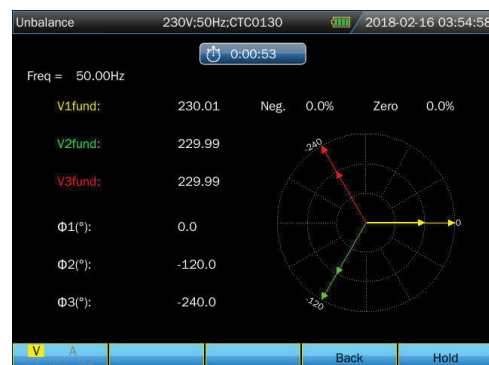 Unbalance 230V;50Hz;CTC0130 2018-02-16 03:54:58
0:00:53
Freq = 50.00Hz
V1fund: 230.01 Neg. 0.0% Zero 0.0%
V2fund: 229.99
V3fund: 229.99
Φ1(°): 0.0
Φ2(°): -120.0
Φ3(°): -240.0
-240
0
-120
V A
Back Hold